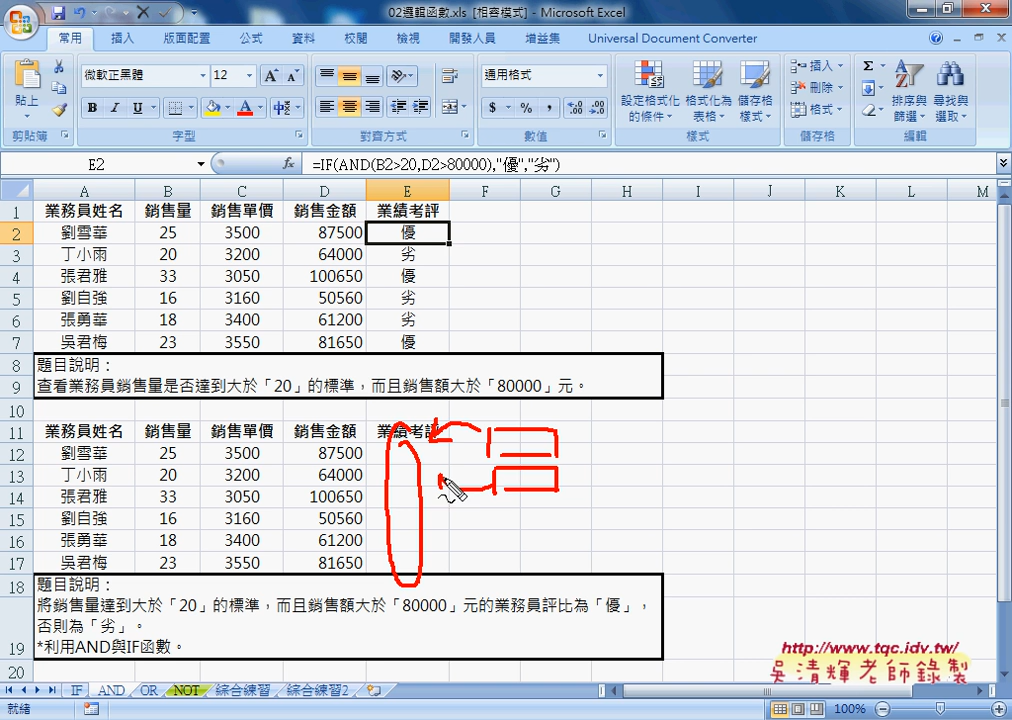 02邏輯函數.xls [相容模式] - Microsoft Excel
常用 插入 版面配置 公式 資料 校閱 檢視 開發人員 增益集 Universal Document Converter
貼上 微軟正黑體 12 通用格式 設定格式化的條件 格式化為表格 儲存格樣式 插入 刪除 格式 排序與篩選 尋找與選取
剪貼簿 字型 對齊方式 數值 樣式 儲存格 編輯
E2 fx =IF(AND(B2>20,D2>80000),"優","劣")
A B C D E F G H I J K L M
1 業務員姓名 銷售量 銷售單價 銷售金額 業績考評
2 劉雪華 25 3500 87500 優
3 丁小雨 20 3200 64000 劣
4 張君雅 33 3050 100650 優
5 劉自強 16 3160 50560 劣
6 張勇華 18 3400 61200 劣
7 吳君梅 23 3550 81650 優
8 題目說明：
9 查看業務員銷售量是否達到大於「20」的標準，而且銷售額大於「80000」元。
10
11 業務員姓名 銷售量 銷售單價 銷售金額 業績考評
12 劉雪華 25 3500 87500
13 丁小雨 20 3200 64000
14 張君雅 33 3050 100650
15 劉自強 16 3160 50560
16 張勇華 18 3400 61200
17 吳君梅 23 3550 81650
18 題目說明：
將銷售量達到大於「20」的標準，而且銷售額大於「80000」元的業務員評比為「優」，
否則為「劣」。
19 *利用AND與IF函數。
20
http://www.tqc.idv.tw/
吳清輝老師錄製
IF AND OR NOT 綜合練習 綜合練習2
就緒 100%